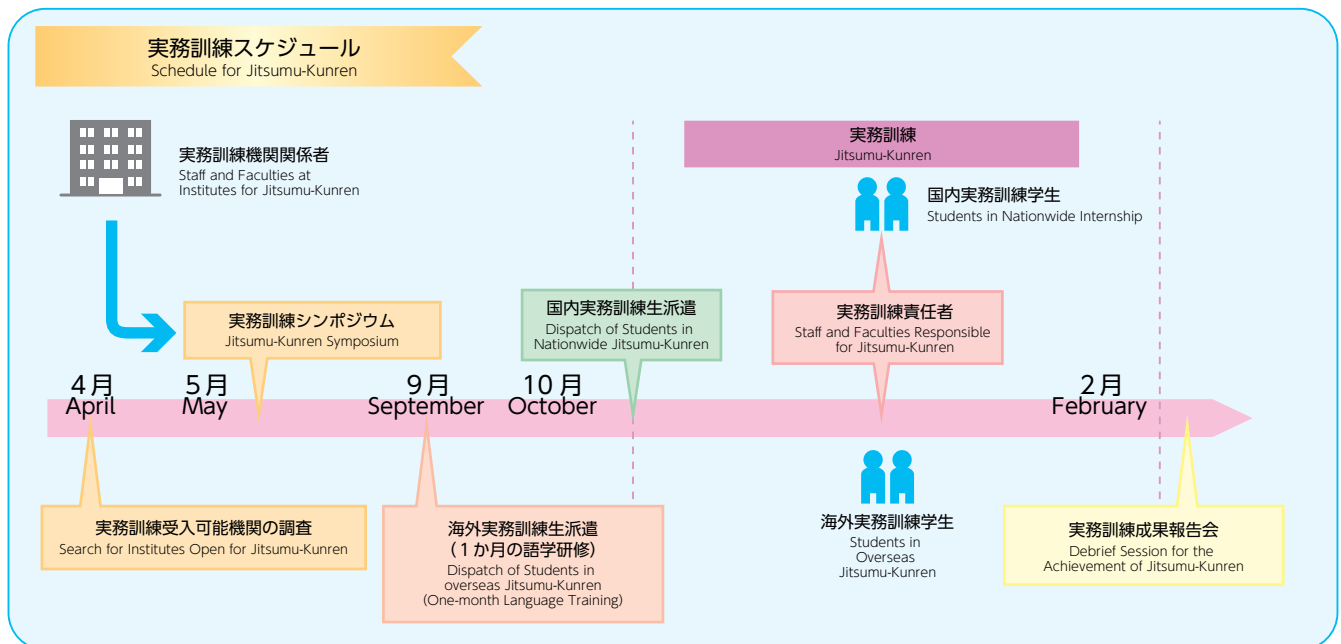 実務訓練スケジュール
Schedule for Jitsumu-Kunren
実務訓練機関関係者
Staff and Faculties at
Institutes for Jitsumu-Kunren
実務訓練
Jitsumu-Kunren
国内実務訓練学生
Students in Nationwide Internship
実務訓練シンポジウム
Jitsumu-Kunren Symposium
国内実務訓練生派遣
Dispatch of Students in
Nationwide Jitsumu-Kunren
実務訓練責任者
Staff and Faculties Responsible
for Jitsumu-Kunren
4月
April
5月
May
9月
September
10月
October
2月
February
実務訓練受入可能機関の調査
Search for Institutes Open for Jitsumu-Kunren
海外実務訓練生派遣
(1か月の語学研修)
Dispatch of Students in
overseas Jitsumu-Kunren
(One-month Language Training)
海外実務訓練学生
Students in
Overseas
Jitsumu-Kunren
実務訓練成果報告会
Debrief Session for the
Achievement of Jitsumu-Kunren